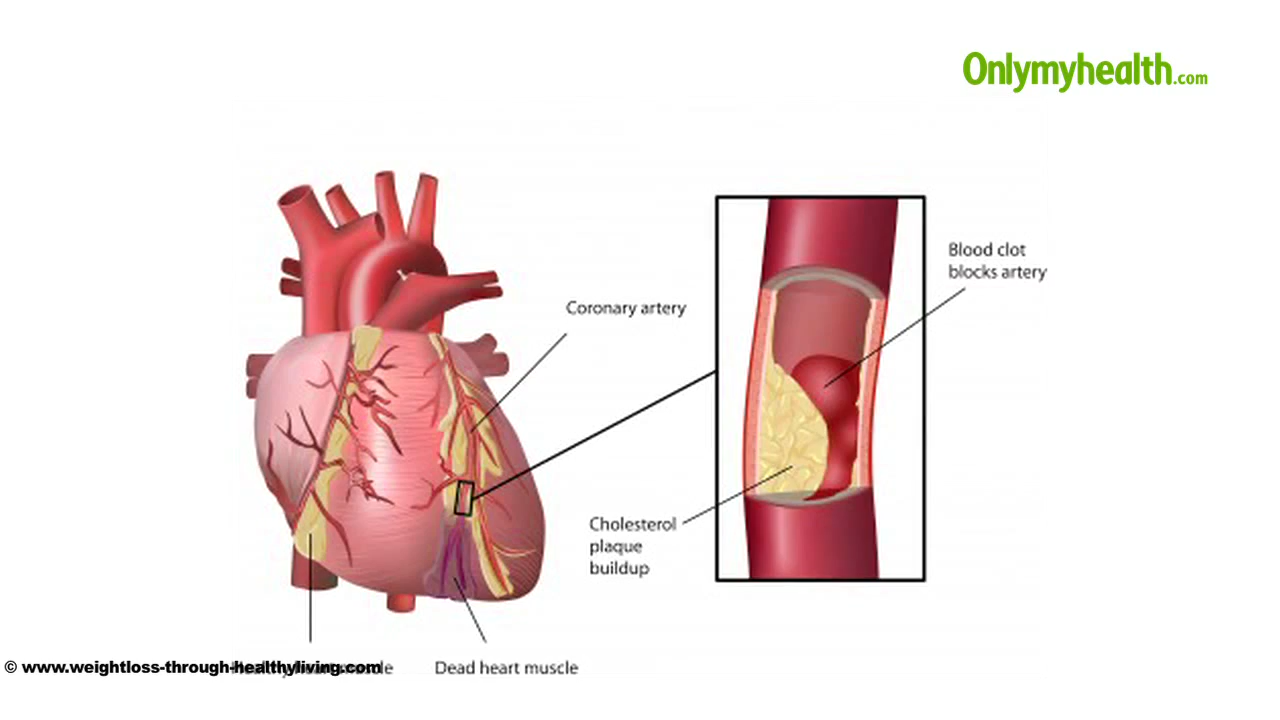 Onlymyhealth.com
Blood clot
blocks artery
Coronary artery
Cholesterol
plaque
buildup
© www.weightloss-through-healthyliving.com
Dead heart muscle